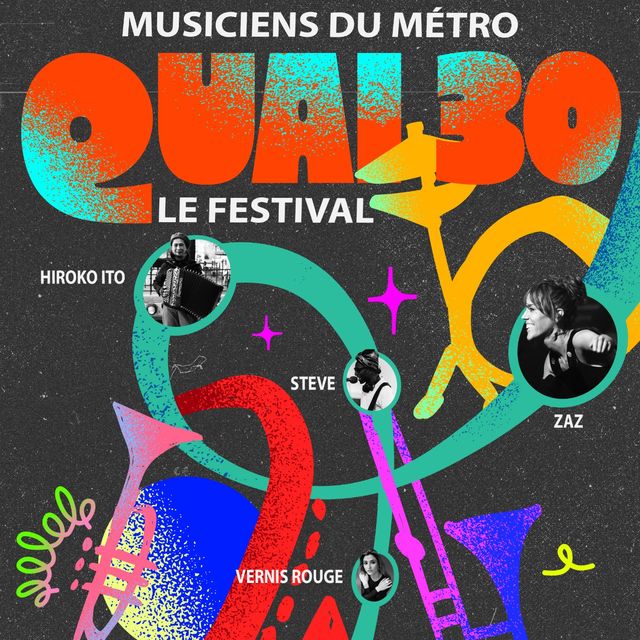 MUSICIENS DU MÉTRO
QUAI 30
LE FESTIVAL
HIROKO ITO
STEVE
ZAZ
VERNIS ROUGE